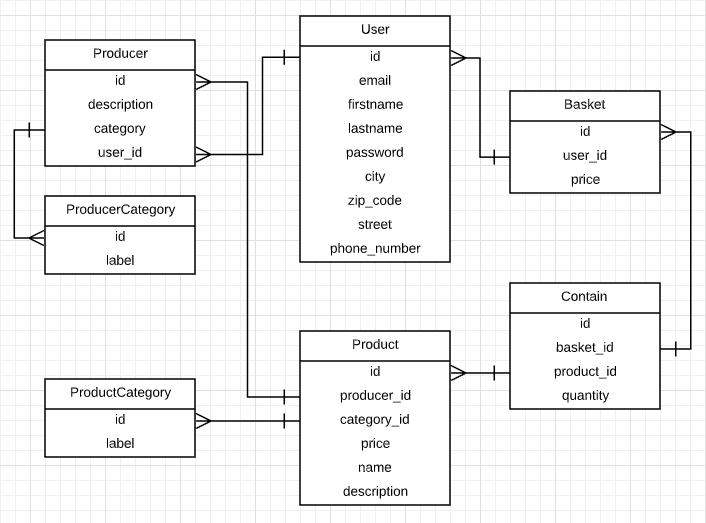 Producer
id
description
category
user_id
ProducerCategory
id
label
ProductCategory
id
label
User
id
email
firstname
lastname
password
city
zip_code
street
phone_number
Product
id
producer_id
category_id
price
name
description
Basket
id
user_id
price
Contain
id
basket_id
product_id
quantity